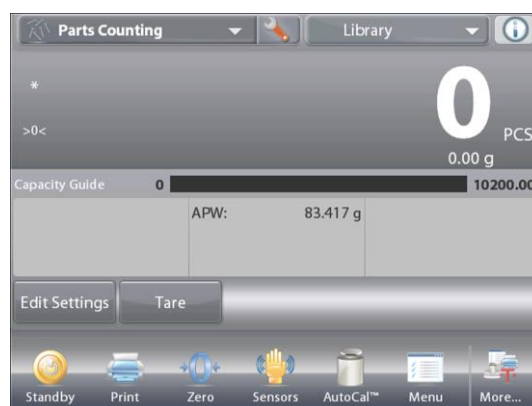 Parts Counting
Library
*
0
>0<
PCS
0.00 g
Capacity Guide 0 10200.00
APW: 83.417 g
Edit Settings Tare
Standby Print Zero Sensors AutoCal™ Menu More...